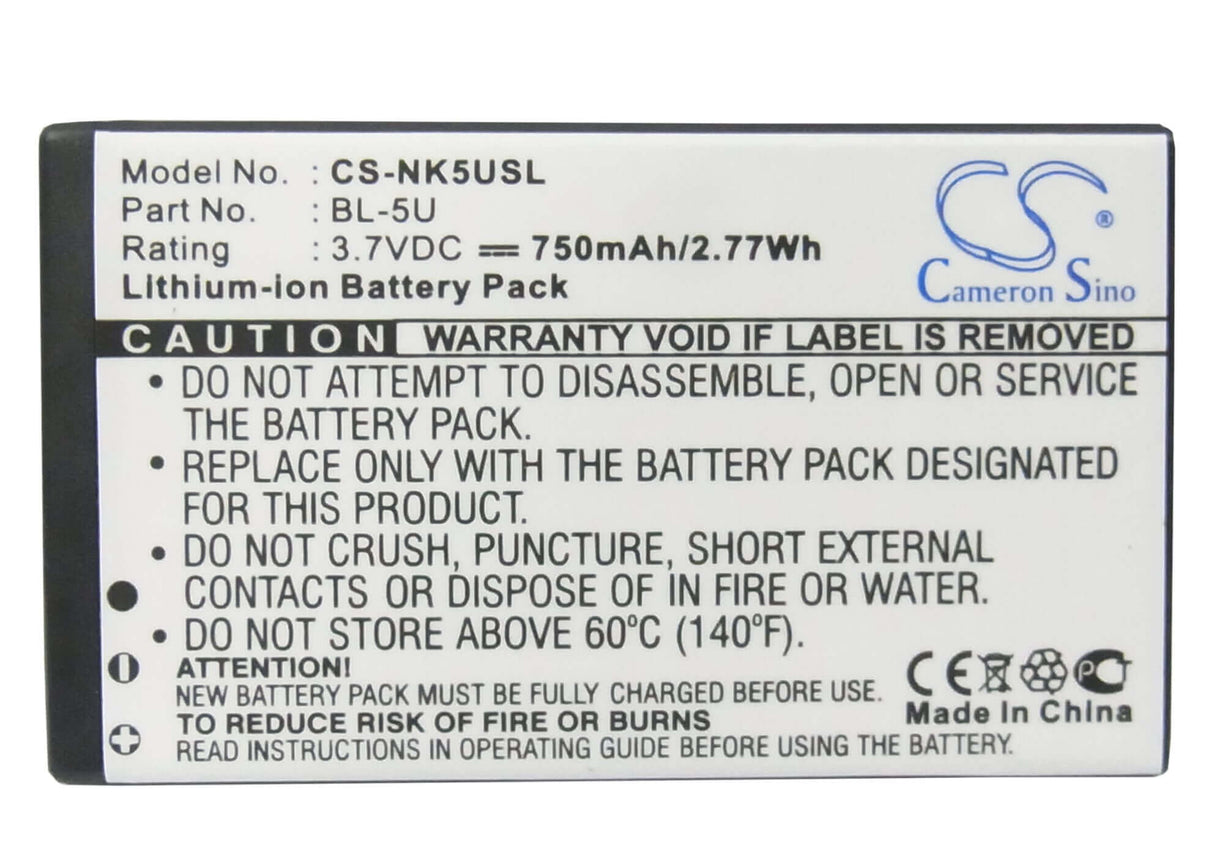 Model No. : CS-NK5USL
Part No. : BL-5U
Rating : 3.7VDC ⎓ 750mAh/2.77Wh
Lithium-ion Battery Pack
CS®
Cameron Sino
CAUTION WARRANTY VOID IF LABEL IS REMOVED
• DO NOT ATTEMPT TO DISASSEMBLE, OPEN OR SERVICE
THE BATTERY PACK.
• REPLACE ONLY WITH THE BATTERY PACK DESIGNATED
FOR THIS PRODUCT.
• DO NOT CRUSH, PUNCTURE, SHORT EXTERNAL
CONTACTS OR DISPOSE OF IN FIRE OR WATER.
• DO NOT STORE ABOVE 60°C (140°F).
ATTENTION!
NEW BATTERY PACK MUST BE FULLY CHARGED BEFORE USE.
TO REDUCE RISK OF FIRE OR BURNS
READ INSTRUCTIONS IN OPERATING GUIDE BEFORE USING THE BATTERY.
CE PC
Made In China